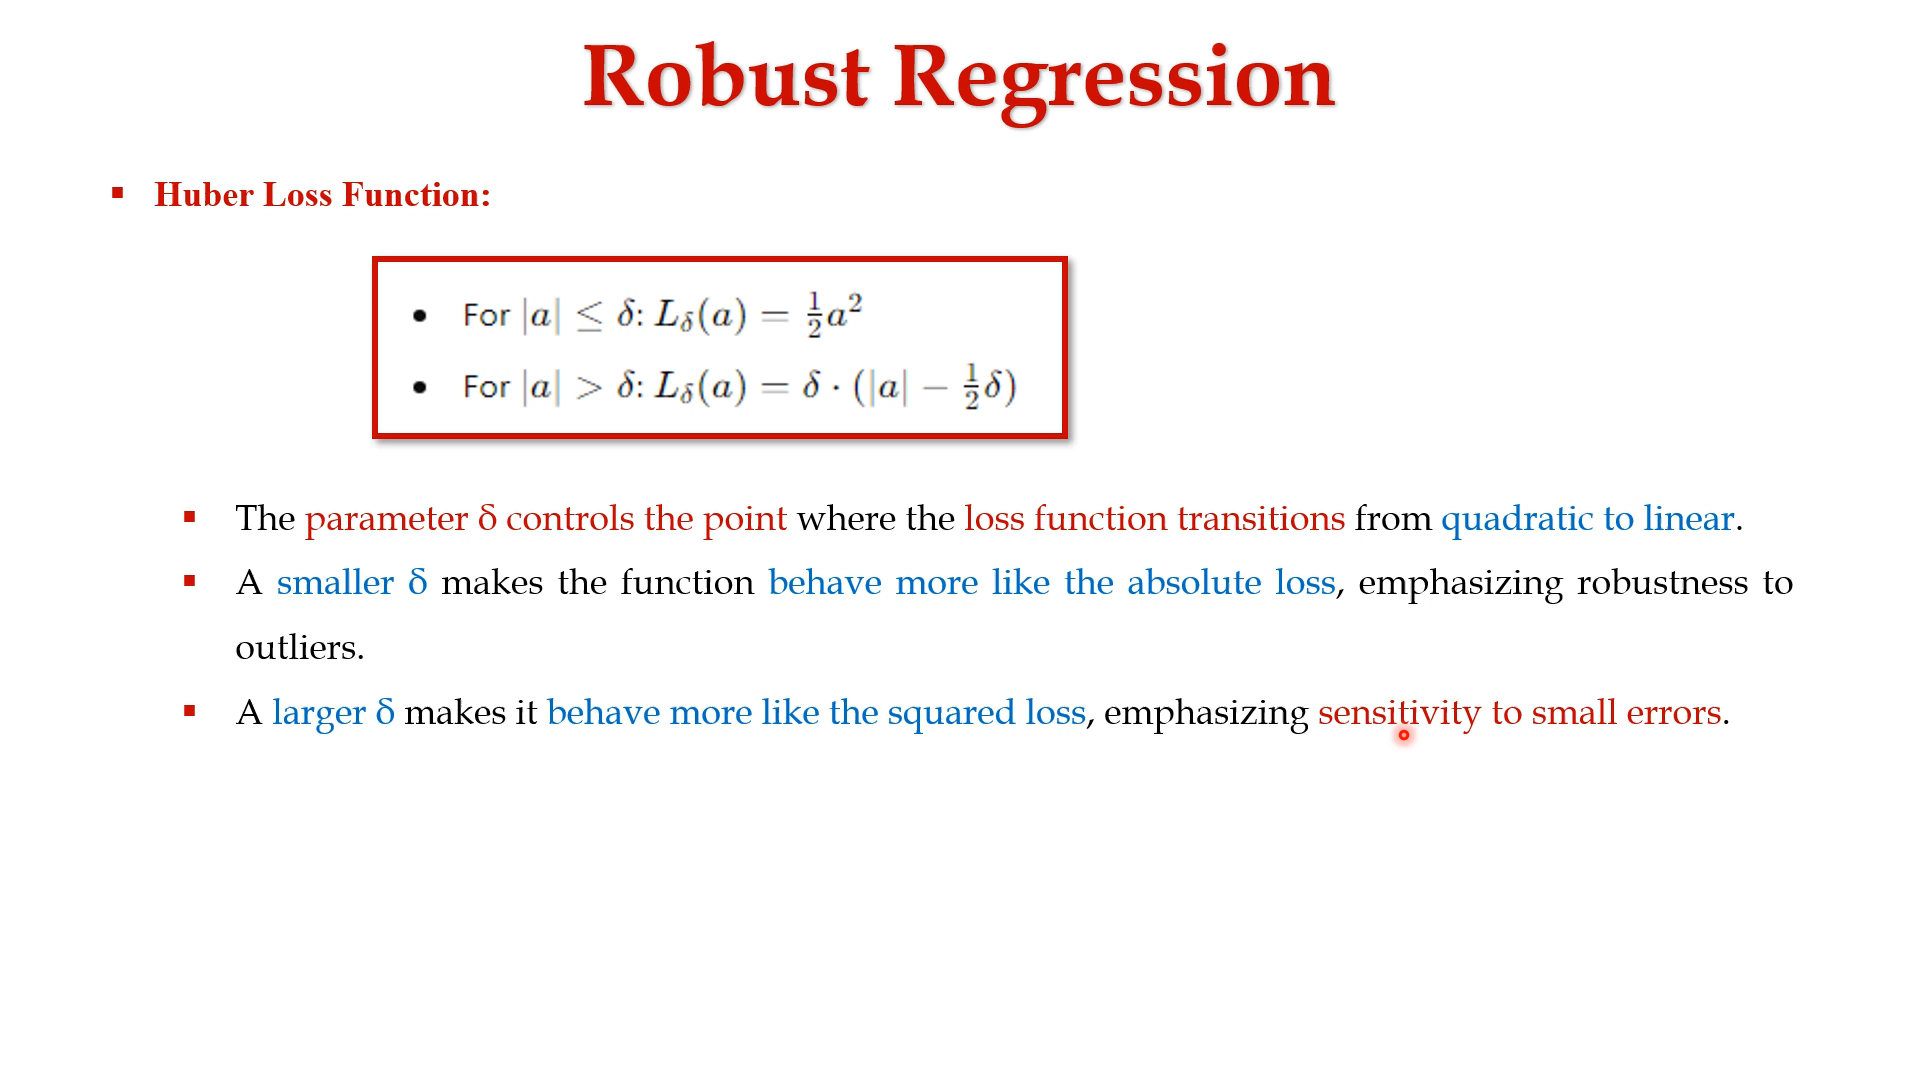 Robust Regression
▪ Huber Loss Function:
• For |a| ≤ δ: L_δ(a) = ½a²
• For |a| > δ: L_δ(a) = δ · (|a| − ½δ)
▪ The parameter δ controls the point where the loss function transitions from quadratic to linear.
▪ A smaller δ makes the function behave more like the absolute loss, emphasizing robustness to
outliers.
▪ A larger δ makes it behave more like the squared loss, emphasizing sensitivity to small errors.